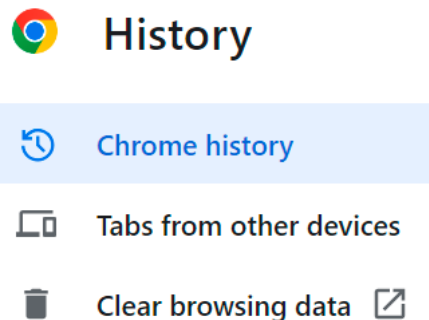 History
Chrome history
Tabs from other devices
Clear browsing data